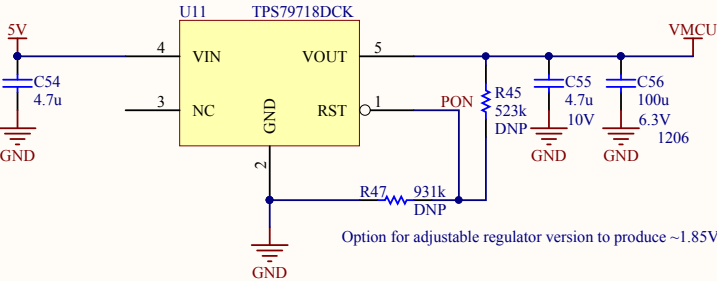 U11
TPS79718DCK
5V
VMCU
4
VIN
VOUT
5
C54
4.7u
3
NC
GND
RST
1
PON
R45
523k
DNP
C55
4.7u
10V
C56
100u
6.3V
1206
GND
GND
GND
2
R47
931k
DNP
Option for adjustable regulator version to produce ~1.85V
GND